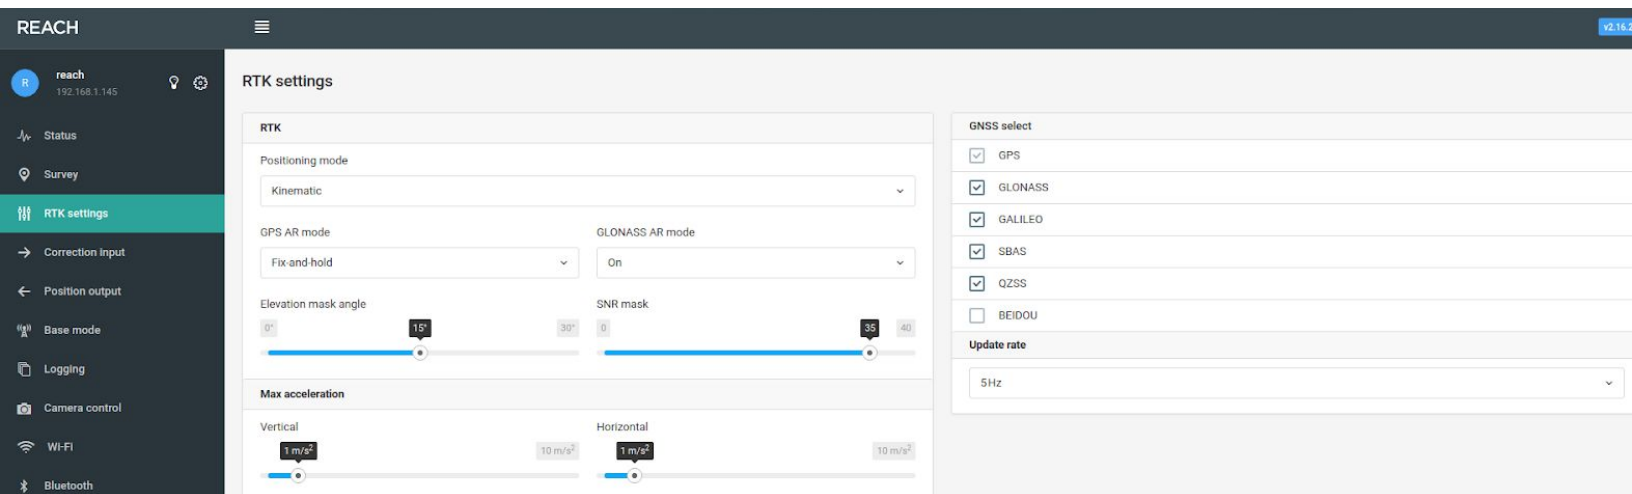 REACH
v2.16.2
R
reach
192.168.1.145
Status
Survey
RTK settings
Correction input
Position output
Base mode
Logging
Camera control
Wi-Fi
Bluetooth
RTK settings
RTK
Positioning mode
Kinematic
GPS AR mode
GLONASS AR mode
Fix-and-hold
On
Elevation mask angle
SNR mask
0° 15° 30°
0 35 40
Max acceleration
Vertical
Horizontal
1 m/s² 10 m/s²
1 m/s² 10 m/s²
GNSS select
GPS
GLONASS
GALILEO
SBAS
QZSS
BEIDOU
Update rate
5Hz